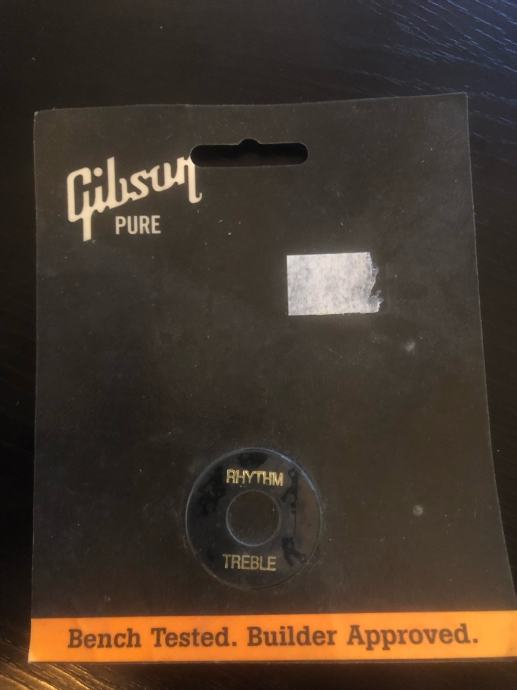 Gibson
PURE
RHYTHM
TREBLE
Bench Tested. Builder Approved.